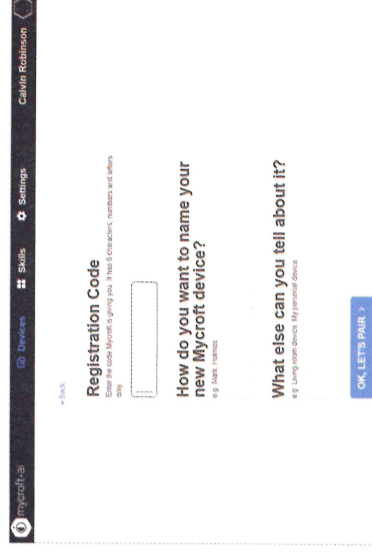 mycroft-ai
Devices
Skills
Settings
Calvin Robinson
Back
Registration Code
Enter the code Mycroft is giving you. It has 6 characters, numbers and letters
only
How do you want to name your
new Mycroft device?
e.g. Mark, Holmes
What else can you tell about it?
e.g. Living room device, My personal device
OK, LET'S PAIR >